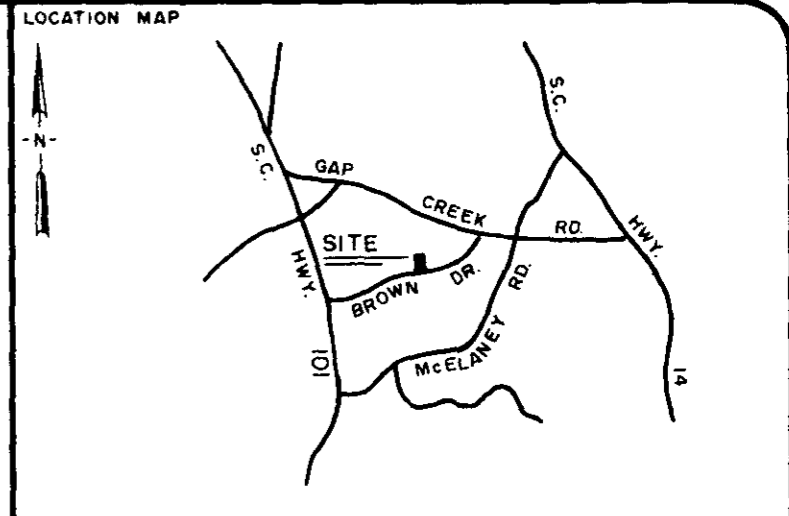 LOCATION MAP
-N-
S.C. HWY. 101
GAP CREEK RD.
S.C. HWY. 14
SITE
BROWN DR.
McELANEY RD.